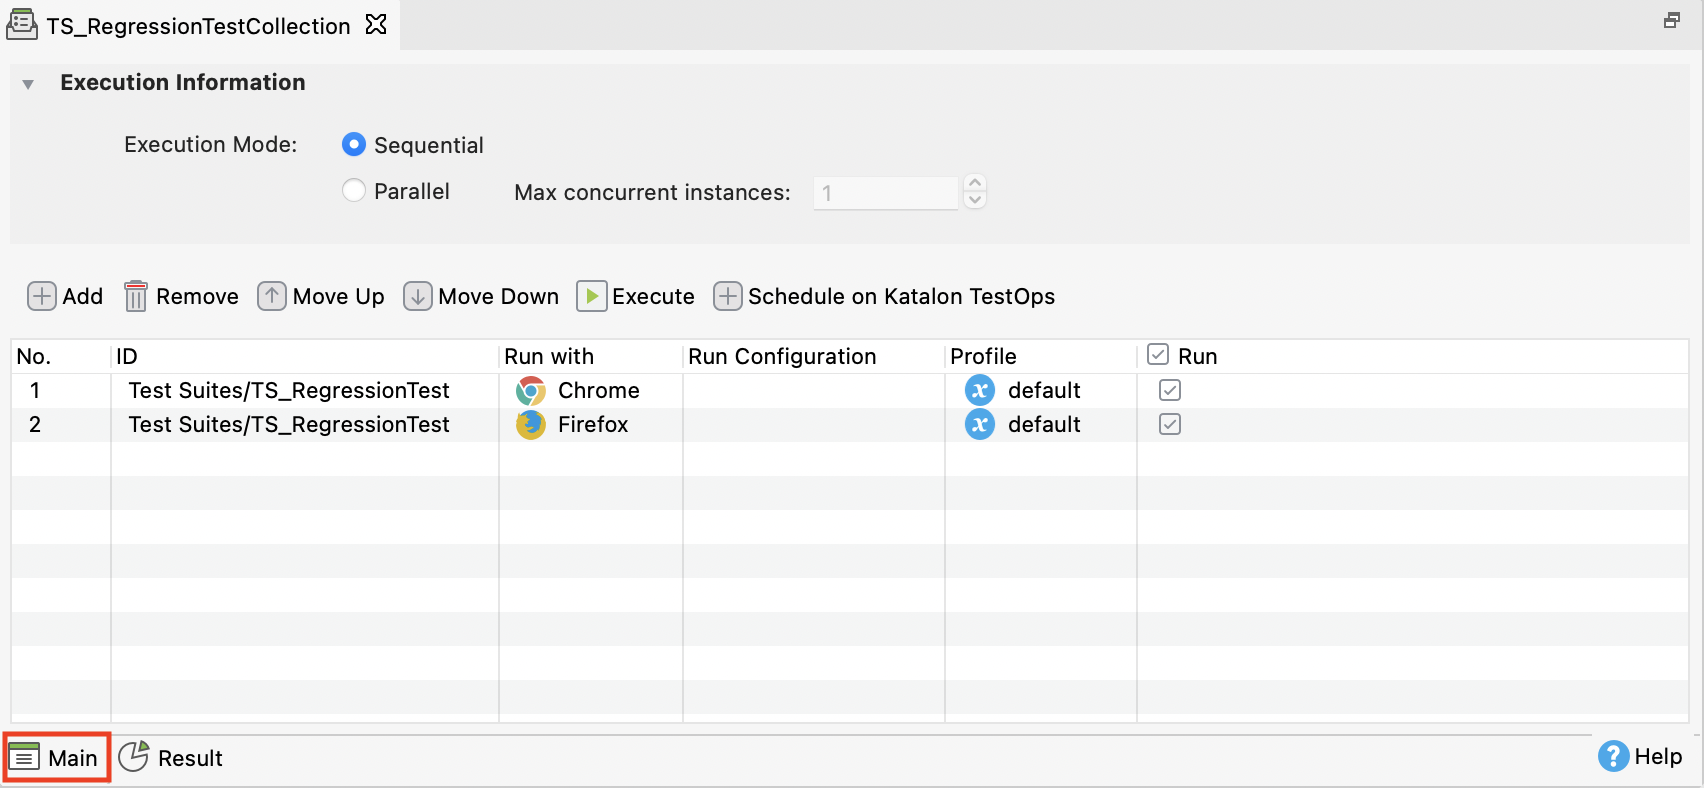 TS_RegressionTestCollection
Execution Information
Execution Mode: Sequential
Parallel Max concurrent instances: 1
Add Remove Move Up Move Down Execute Schedule on Katalon TestOps
No. ID Run with Run Configuration Profile Run
1 Test Suites/TS_RegressionTest Chrome x default
2 Test Suites/TS_RegressionTest Firefox x default
Main Result ? Help